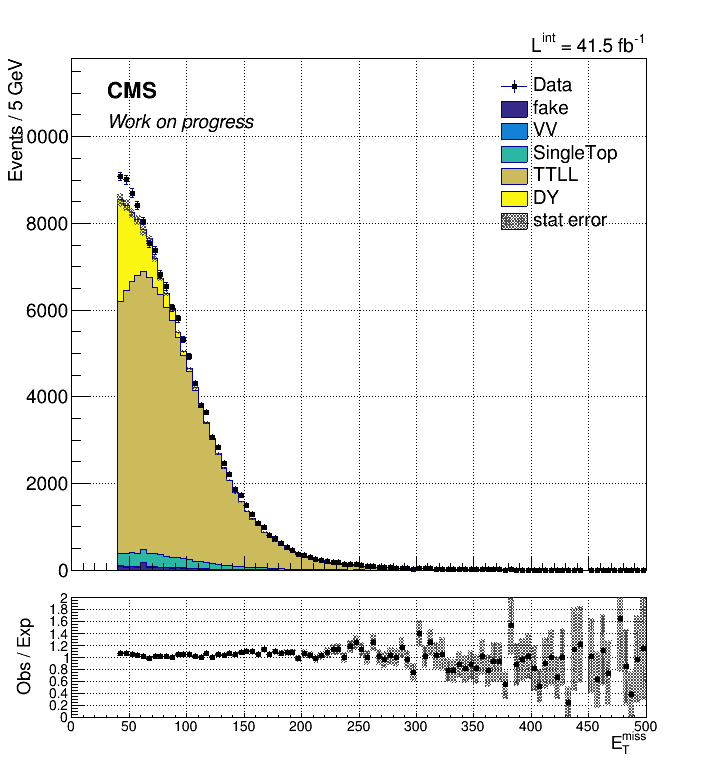 L^int = 41.5 fb^-1
Events / 5 GeV
CMS
Work on progress
Data
fake
VV
SingleTop
TTLL
DY
stat error
0000
8000
6000
4000
2000
0
Obs / Exp
2
1.8
1.6
1.4
1.2
1
0.8
0.6
0.4
0.2
0
0 50 100 150 200 250 300 350 400 450 500
E_T^miss